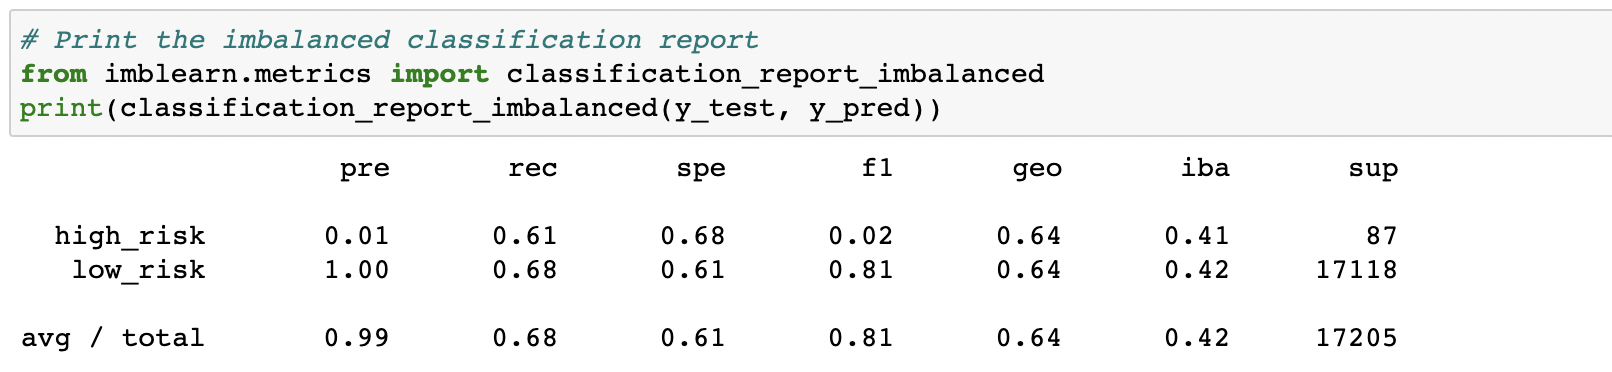 # Print the imbalanced classification report
from imblearn.metrics import classification_report_imbalanced
print(classification_report_imbalanced(y_test, y_pred))
pre rec spe f1 geo iba sup
high_risk 0.01 0.61 0.68 0.02 0.64 0.41 87
low_risk 1.00 0.68 0.61 0.81 0.64 0.42 17118
avg / total 0.99 0.68 0.61 0.81 0.64 0.42 17205